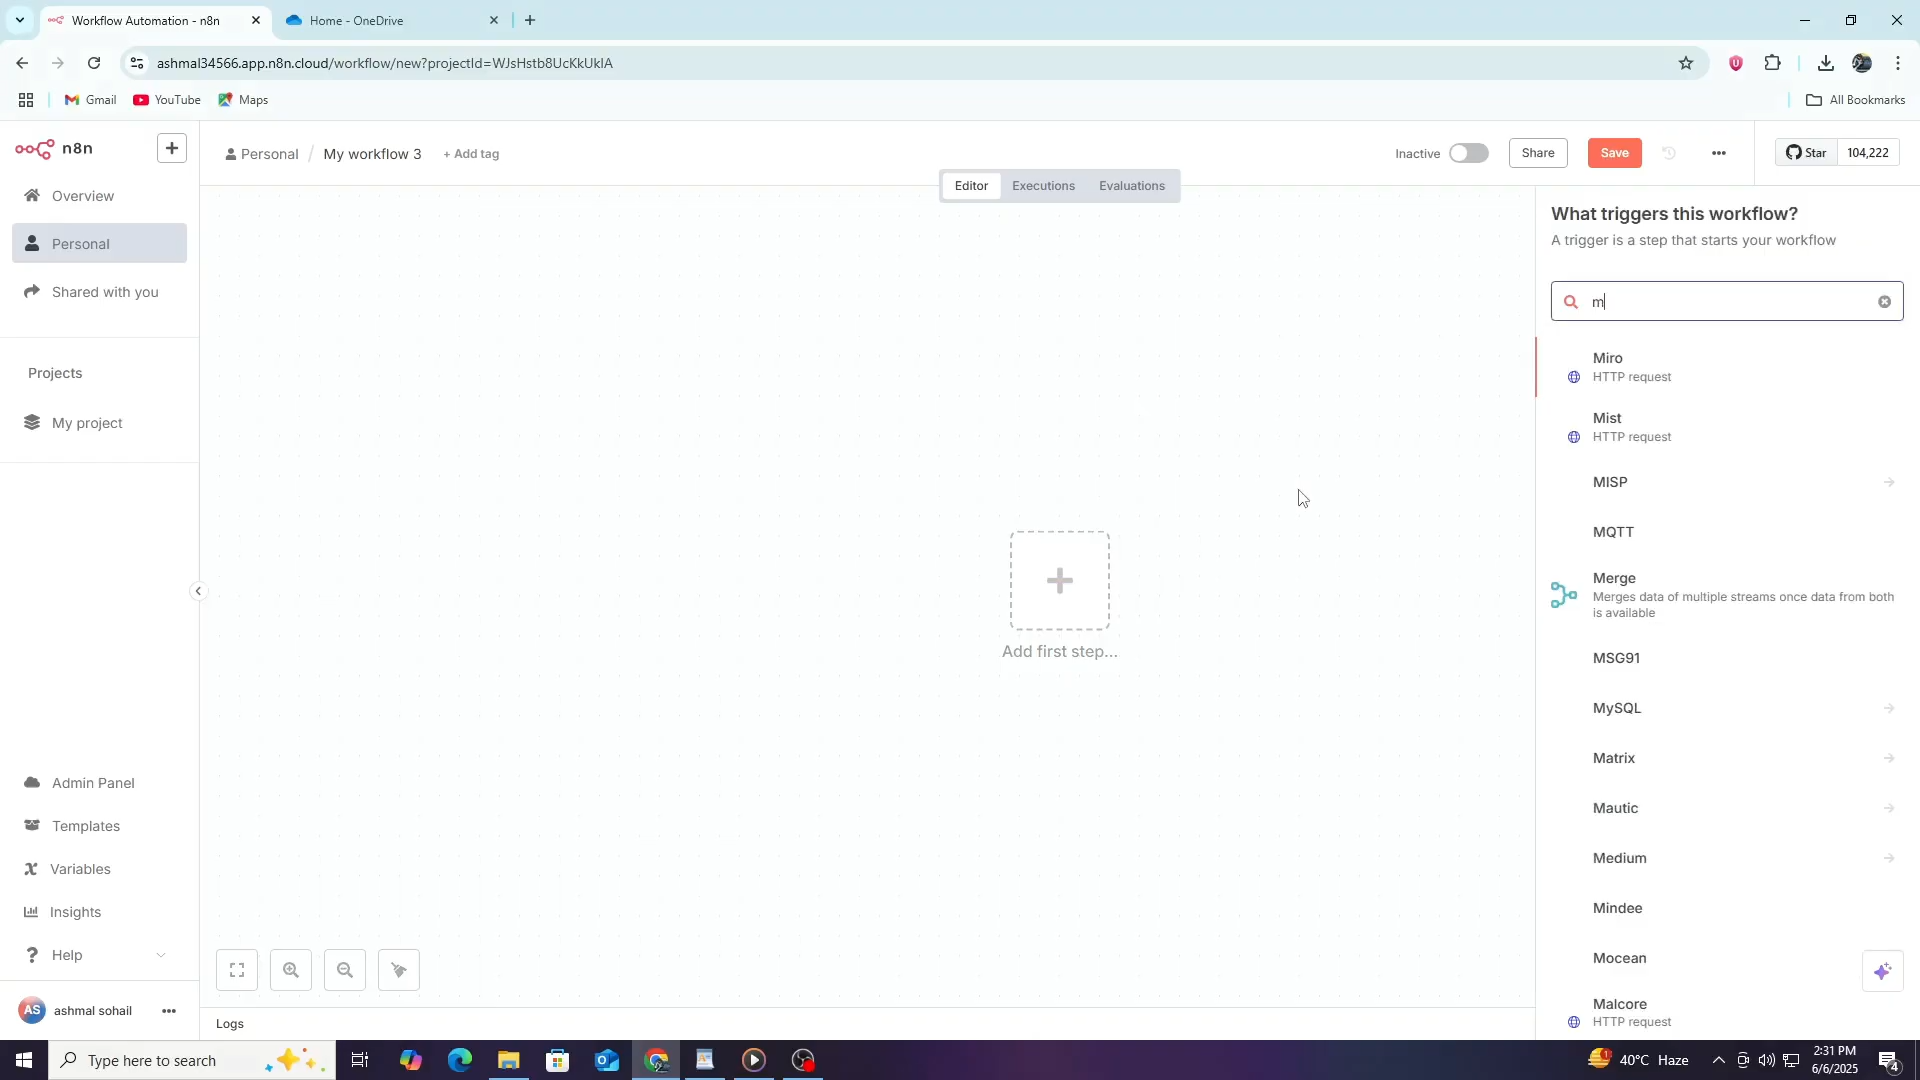 Workflow Automation - n8n
Home - OneDrive
ashmal34566.app.n8n.cloud/workflow/new?projectId=WJsHstb8UcKkUklA
Gmail
YouTube
Maps
All Bookmarks
n8n
Personal / My workflow 3 + Add tag
Inactive
Share
Save
Star 104,222
Editor
Executions
Evaluations
Overview
Personal
Shared with you
Projects
My project
Admin Panel
Templates
Variables
Insights
Help
AS ashmal sohail
Add first step...
Logs
What triggers this workflow?
A trigger is a step that starts your workflow
m
Miro
HTTP request
Mist
HTTP request
MISP
MQTT
Merge
Merges data of multiple streams once data from both
is available
MSG91
MySQL
Matrix
Mautic
Medium
Mindee
Mocean
Malcore
HTTP request
Type here to search
1
40°C Haze
2:31 PM
6/6/2025
4